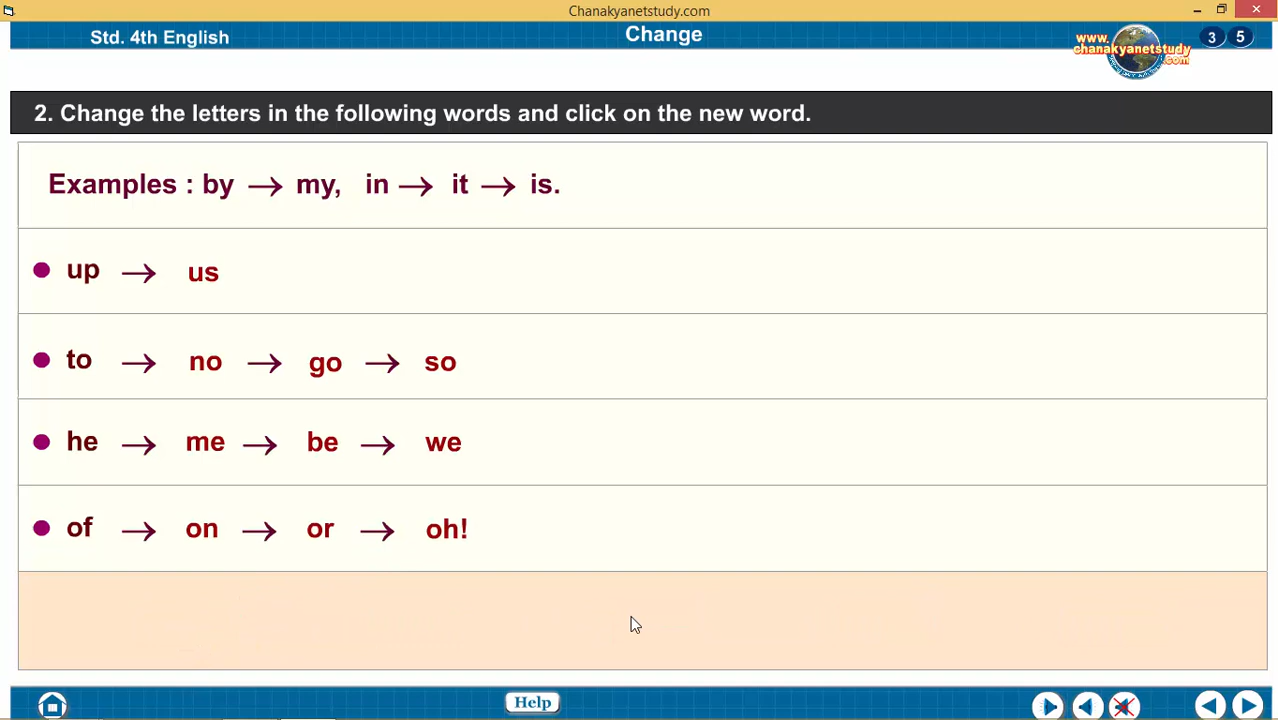 Chanakyanetstudy.com
Std. 4th English
Change
www.
chanakyanetstudy
.com
3 5
2. Change the letters in the following words and click on the new word.
Examples : by → my, in → it → is.
● up → us
● to → no → go → so
● he → me → be → we
● of → on → or → oh!
Help